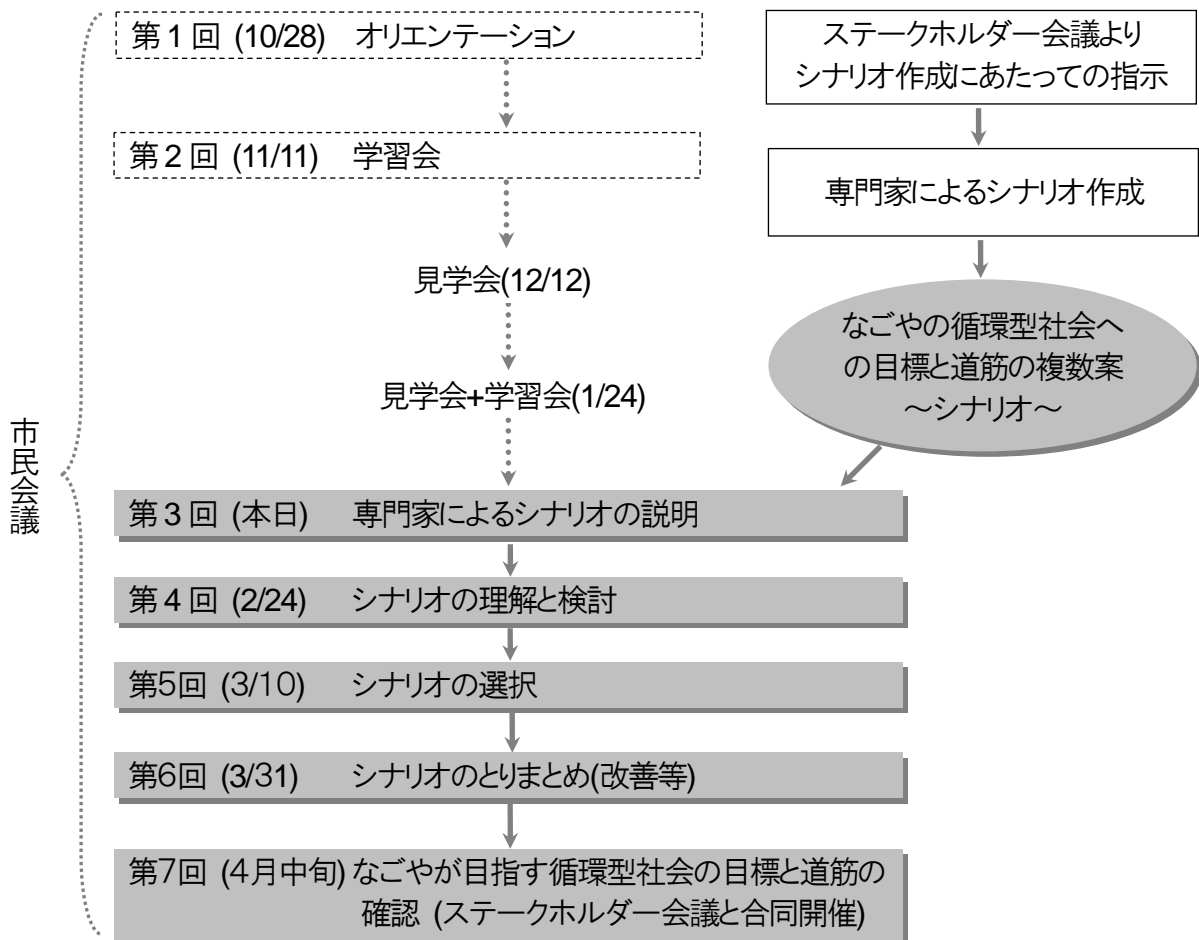 市民会議
第1回 (10/28) オリエンテーション
第2回 (11/11) 学習会
見学会(12/12)
見学会+学習会(1/24)
ステークホルダー会議より
シナリオ作成にあたっての指示
専門家によるシナリオ作成
なごやの循環型社会へ
の目標と道筋の複数案
～シナリオ～
第3回 (本日) 専門家によるシナリオの説明
第4回 (2/24) シナリオの理解と検討
第5回 (3/10) シナリオの選択
第6回 (3/31) シナリオのとりまとめ(改善等)
第7回 (4月中旬) なごやが目指す循環型社会の目標と道筋の
確認 (ステークホルダー会議と合同開催)